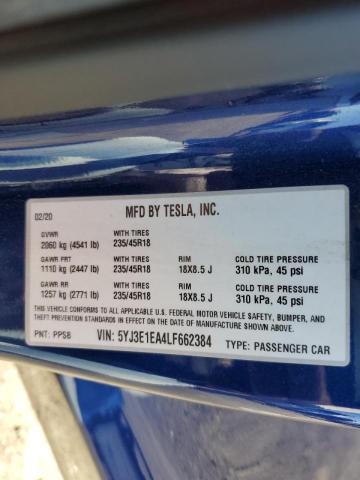 02/20 MFD BY TESLA, INC.
GVWR WITH TIRES
2060 kg (4541 lb) 235/45R18
GAWR FRT WITH TIRES RIM COLD TIRE PRESSURE
1110 kg (2447 lb) 235/45R18 18X8.5 J 310 kPa, 45 psi
GAWR RR WITH TIRES RIM COLD TIRE PRESSURE
1257 kg (2771 lb) 235/45R18 18X8.5 J 310 kPa, 45 psi
THIS VEHICLE CONFORMS TO ALL APPLICABLE U.S. FEDERAL MOTOR VEHICLE SAFETY, BUMPER, AND
THEFT PREVENTION STANDARDS IN EFFECT ON THE DATE OF MANUFACTURE SHOWN ABOVE.
PNT: PPSB VIN: 5YJ3E1EA4LF662384 TYPE: PASSENGER CAR